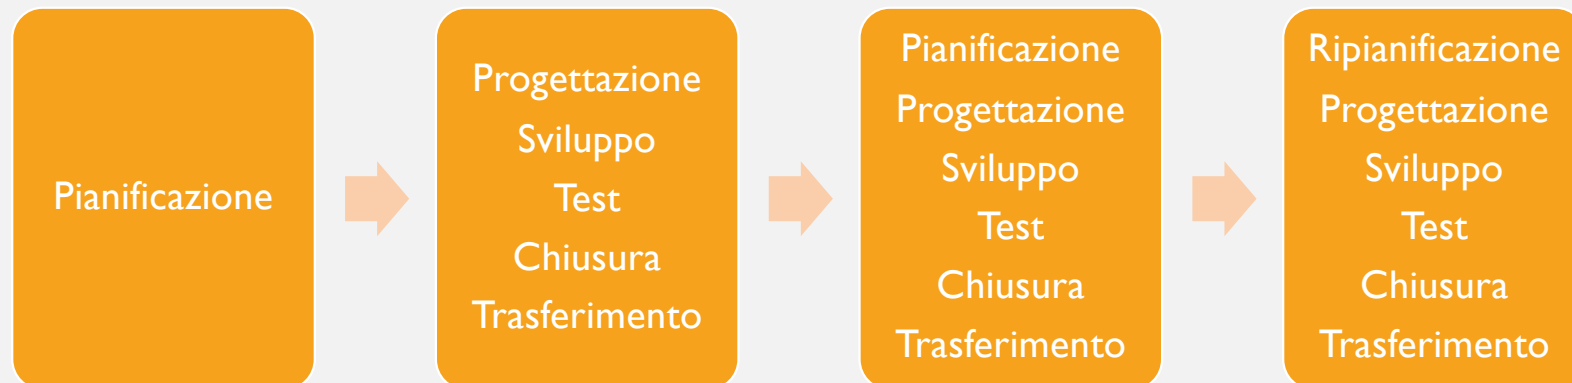 Pianificazione
Progettazione
Sviluppo
Test
Chiusura
Trasferimento
Pianificazione
Progettazione
Sviluppo
Test
Chiusura
Trasferimento
Ripianificazione
Progettazione
Sviluppo
Test
Chiusura
Trasferimento